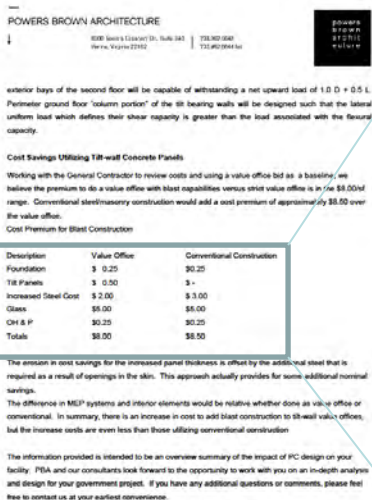 POWERS BROWN ARCHITECTURE
powers
brown
archit
ecture
exterior bays of the second floor will be capable of withstanding a net upward load of 1.0 D + 0.5 L.
Perimeter ground floor "column portion" of the tilt bearing walls will be designed such that the lateral
uniform load which defines their shear capacity is greater than the load associated with the flexural
capacity.
Cost Savings Utilizing Tilt-wall Concrete Panels
Working with the General Contractor to review costs and using a value office bid as a baseline, we
believe the premium to do a value office with blast capabilities versus strict value office is in the $8.00/sf
range. Conventional steel/masonry construction would add a cost premium of approximately $8.50 over
the value office.
Cost Premium for Blast Construction
Description Value Office Conventional Construction
Foundation $ 0.25 $0.25
Tilt Panels $ 0.50 $ -
Increased Steel Cost $ 2.00 $ 3.00
Glass $5.00 $5.00
OH & P $0.25 $0.25
Totals $8.00 $8.50
The erosion in cost savings for the increased panel thickness is offset by the additional steel that is
required as a result of openings in the skin. This approach actually provides for some additional nominal
savings.
The difference in MEP systems and interior elements would be relative whether done as value office or
conventional. In summary, there is an increase in cost to add blast construction to tilt-wall value offices,
but the increase costs are even less than those utilizing conventional construction
The information provided is intended to be an overview summary of the impact of PC design on your
facility. PBA and our consultants look forward to the opportunity to work with you on an in-depth analysis
and design for your government project. If you have any additional questions or comments, please feel
free to contact us at your earliest convenience.